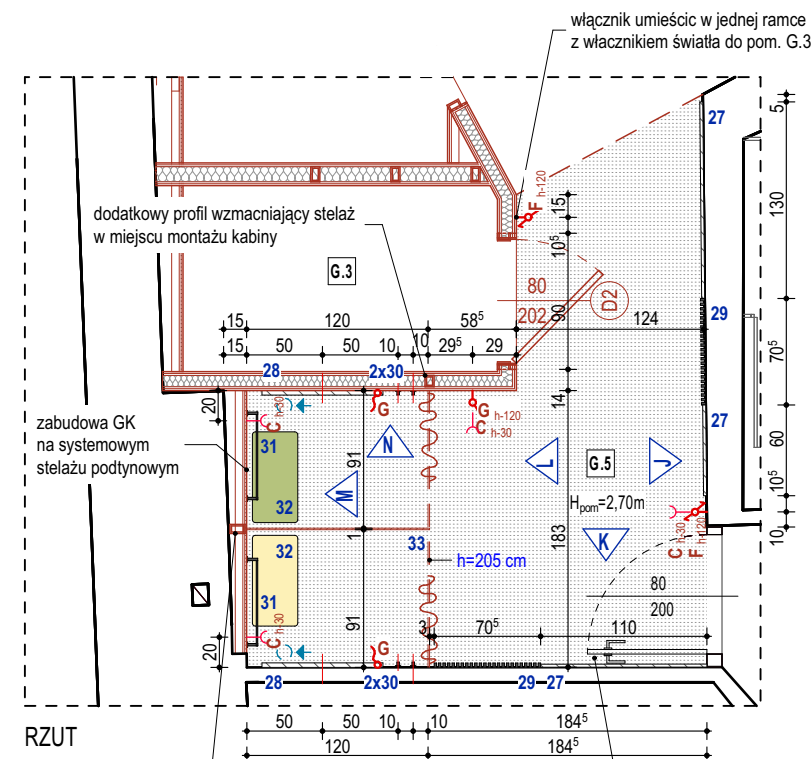 włącznik umieścic w jednej ramce
z włacznikiem światła do pom. G.3
27
5
F h-120
15
130
dodatkowy profil wzmacniający stelaż
w miejscu montażu kabiny
10⁵
G.3
80
D2
202
90
29
15
120
58⁵
124
70⁵
15
50
50
10
10
29⁵
29
28
2x30
14
20
G
G h-120
C h-30
27
zabudowa GK
na systemowym
stelażu podtynowym
C h-30
31
N
91
L
G.5
J
60
M
32
H pom=2,70m
10⁵
32
1
33
183
K
C h-30
F h-120
10
h=205 cm
31
80
200
C h-30
91
3
70⁵
110
20
G
28
2x30
29
27
50
50
10
10
184⁵
RZUT
120
184⁵